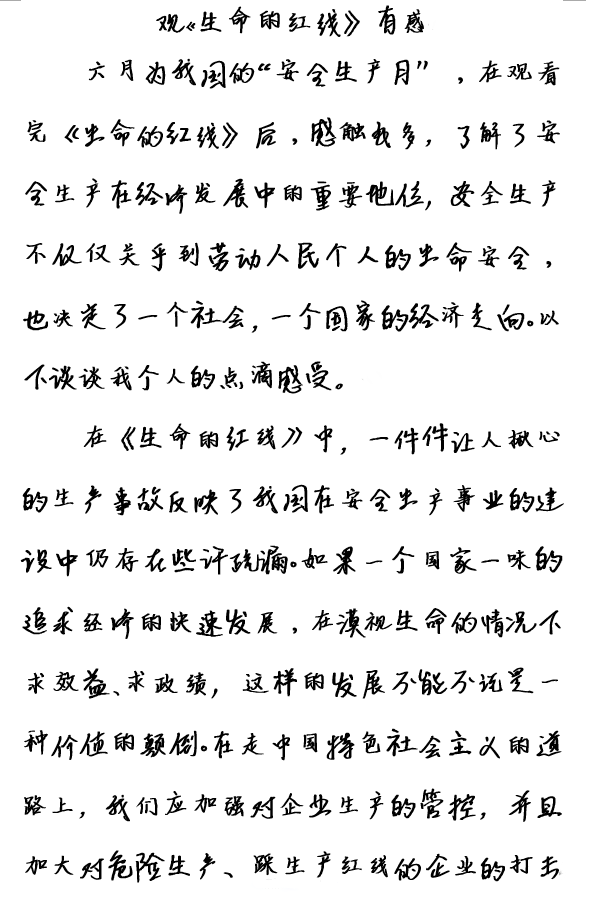 观《生命的红线》有感
六月为我国的“安全生产月”，在观看
完《生命的红线》后，感触我多，了解了安
全生产在经济发展中的重要地位，安全生产
不仅仅关乎到劳动人民个人的生命安全，
也决定了一个社会，一个国家的经济走向。以
下谈谈我个人的点滴感受。
在《生命的红线》中，一件件让人揪心
的生产事故反映了我国在安全生产事业的建
设中仍存在些许疏漏。如果一个国家一味的
追求经济的快速发展，在漠视生命的情况下
求效益、求政绩，这样的发展不能不说是一
种价值的颠倒。在走中国特色社会主义的道
路上，我们应加强对企业生产的管控，并且
加大对危险生产、踩生产红线的企业的打击